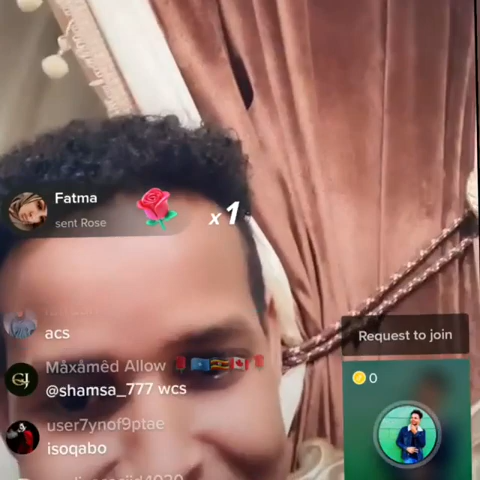 Fatma
sent Rose
x1
acs
Måxåmêd Allow
@shamsa_777 wcs
user7ynof9ptae
isoqabo
Request to join
0